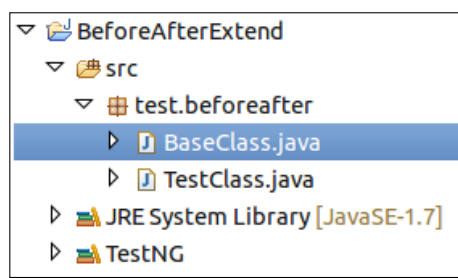 BeforeAfterExtend
src
test.beforeafter
BaseClass.java
TestClass.java
JRE System Library [JavaSE-1.7]
TestNG